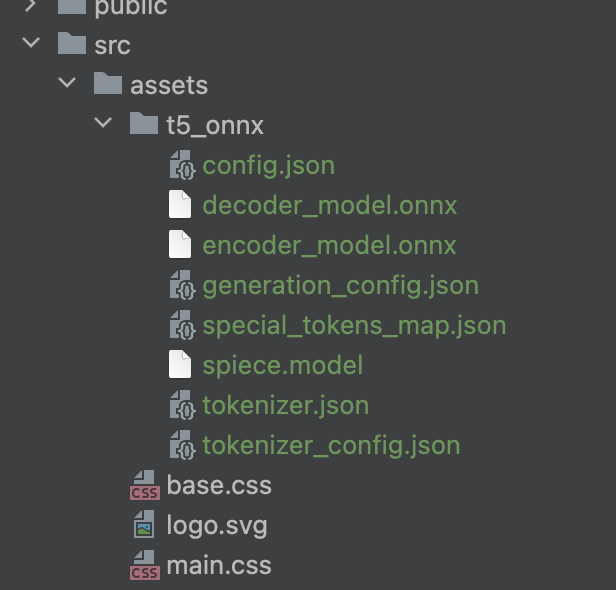 public
src
assets
t5_onnx
config.json
decoder_model.onnx
encoder_model.onnx
generation_config.json
special_tokens_map.json
spiece.model
tokenizer.json
tokenizer_config.json
CSS base.css
logo.svg
CSS main.css